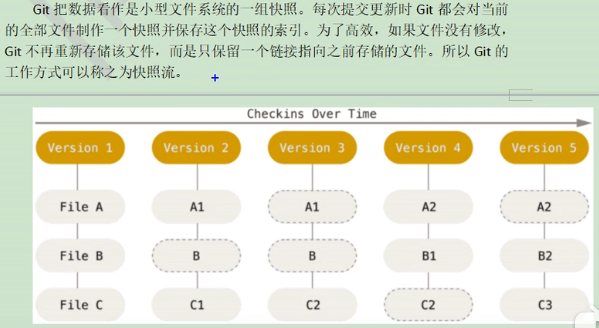 Git 把数据看作是小型文件系统的一组快照。每次提交更新时 Git 都会对当前
的全部文件制作一个快照并保存这个快照的索引。为了高效，如果文件没有修改，
Git 不再重新存储该文件，而是只保留一个链接指向之前存储的文件。所以 Git 的
工作方式可以称之为快照流。
Checkins Over Time
Version 1 Version 2 Version 3 Version 4 Version 5
File A A1 A1 A2 A2
File B B B B1 B2
File C C1 C2 C2 C3